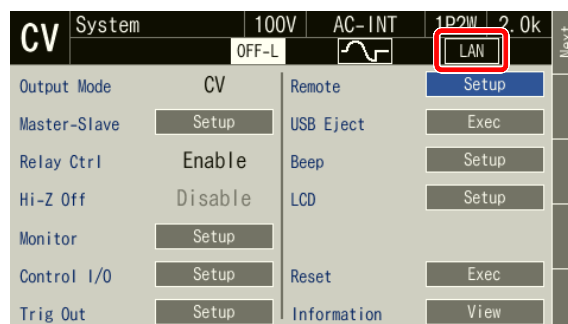 CV System 100V AC-INT 1P2W 2.0k
OFF-L LAN
Next
Output Mode CV
Master-Slave Setup
Relay Ctrl Enable
Hi-Z Off Disable
Monitor Setup
Control I/O Setup
Trig Out Setup
Remote Setup
USB Eject Exec
Beep Setup
LCD Setup
Reset Exec
Information View